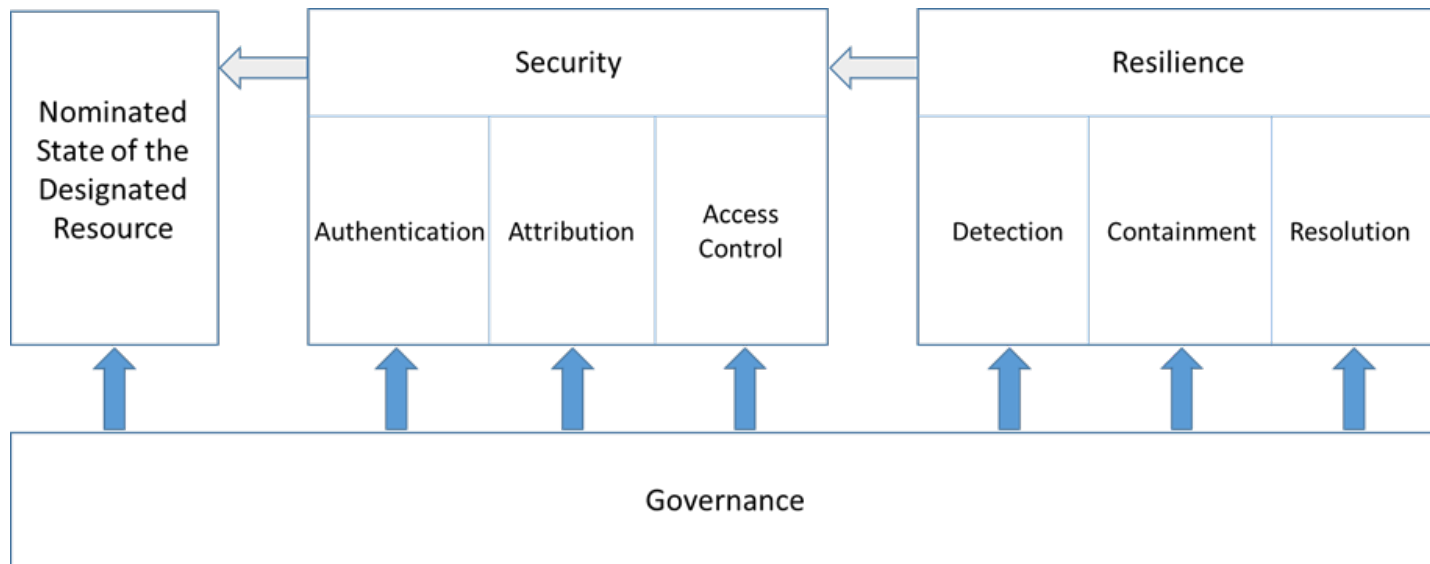 Nominated
State of the
Designated
Resource
Security
Authentication
Attribution
Access
Control
Resilience
Detection
Containment
Resolution
Governance